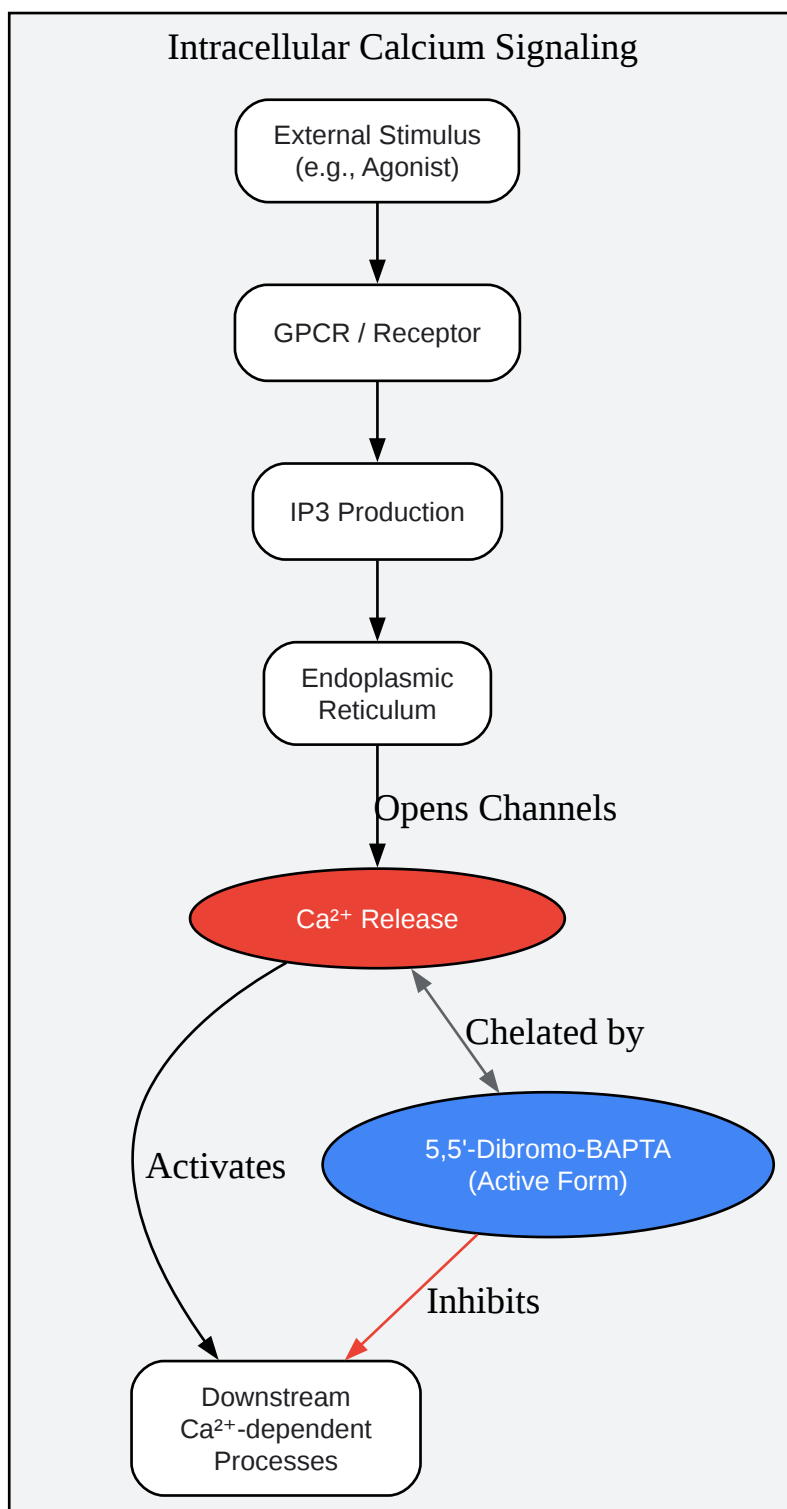 Intracellular Calcium Signaling
External Stimulus
(e.g., Agonist)
GPCR / Receptor
IP3 Production
Endoplasmic
Reticulum
Opens Channels
Ca²⁺ Release
Chelated by
5,5'-Dibromo-BAPTA
(Active Form)
Activates
Inhibits
Downstream
Ca²⁺-dependent
Processes